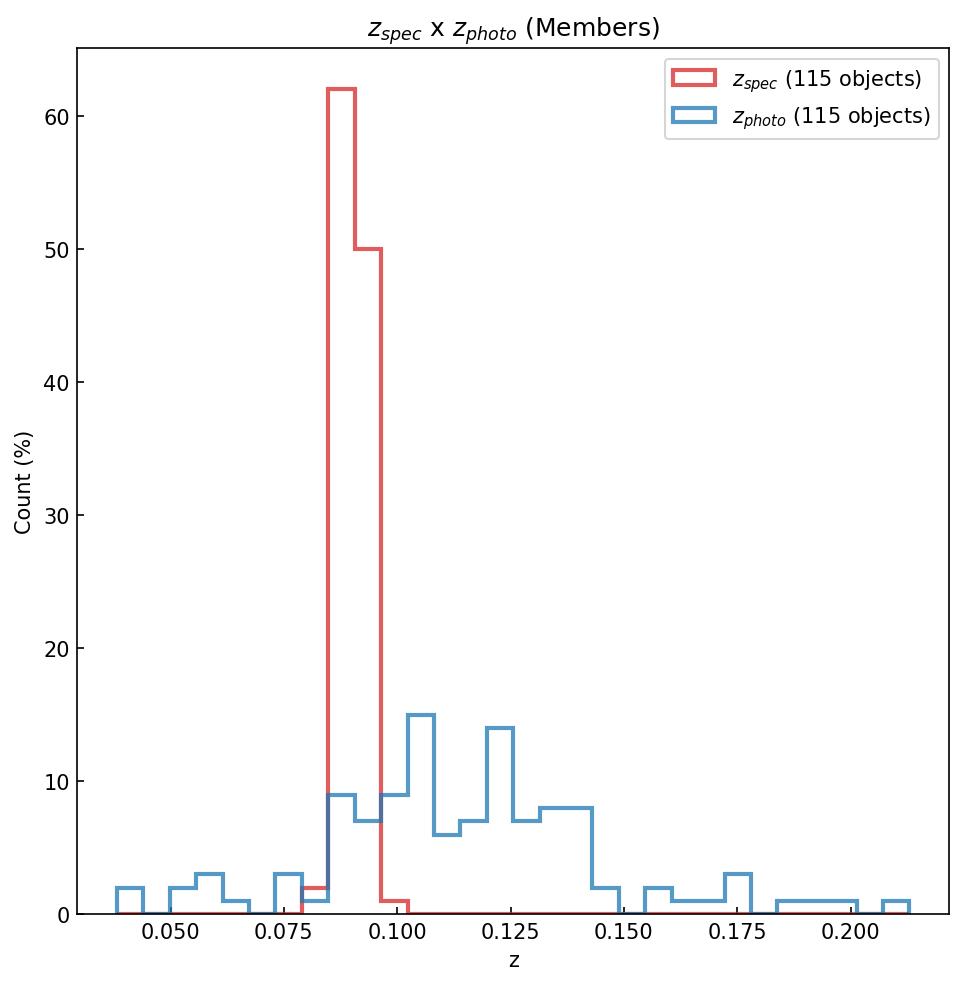 z_spec x z_photo (Members)
z_spec (115 objects)
z_photo (115 objects)
Count (%)
60
50
40
30
20
10
0
0.050 0.075 0.100 0.125 0.150 0.175 0.200
z